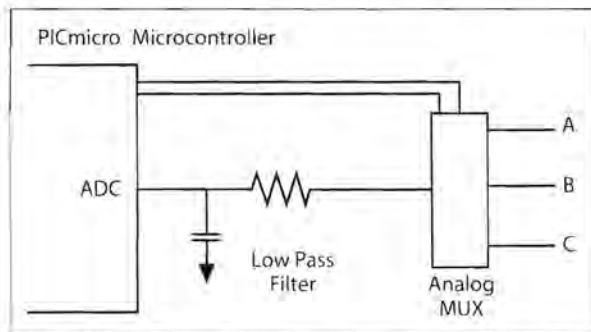 PICmicro Microcontroller
A
ADC
B
C
Low Pass
Filter
Analog
MUX